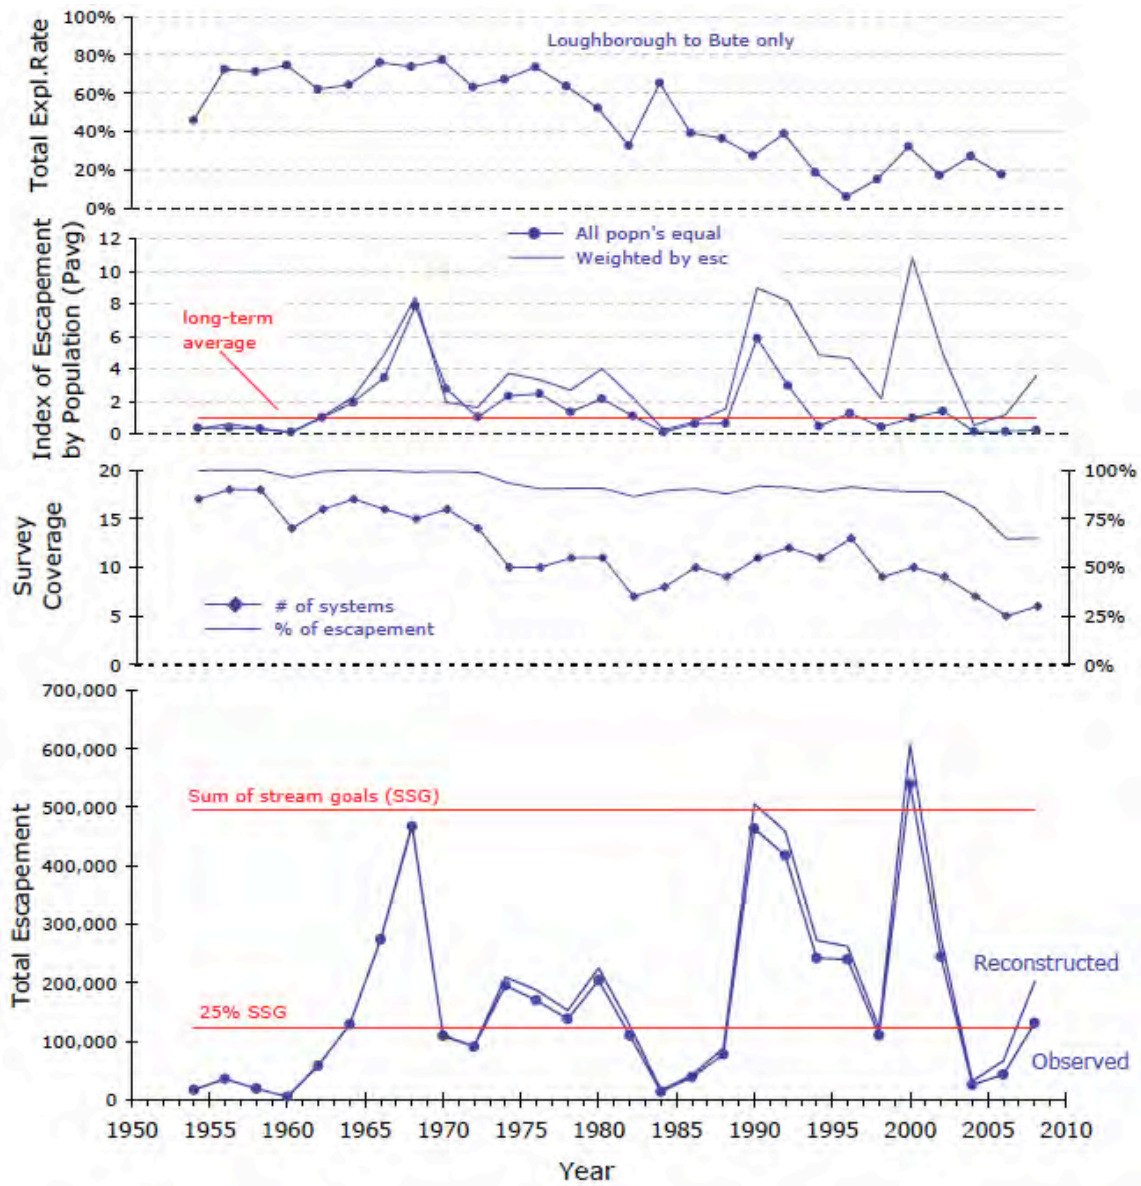 100%
80%
60%
40%
20%
0%
Total Expl.Rate
Loughborough to Bute only
12
10
8
6
4
2
0
Index of Escapement
by Population (Pavg)
All popn's equal
Weighted by esc
long-term
average
20
15
10
5
0
Survey
Coverage
100%
75%
50%
25%
0%
# of systems
% of escapement
700,000
600,000
500,000
400,000
300,000
200,000
100,000
0
Total Escapement
Sum of stream goals (SSG)
25% SSG
Reconstructed
Observed
1950 1955 1960 1965 1970 1975 1980 1985 1990 1995 2000 2005 2010
Year